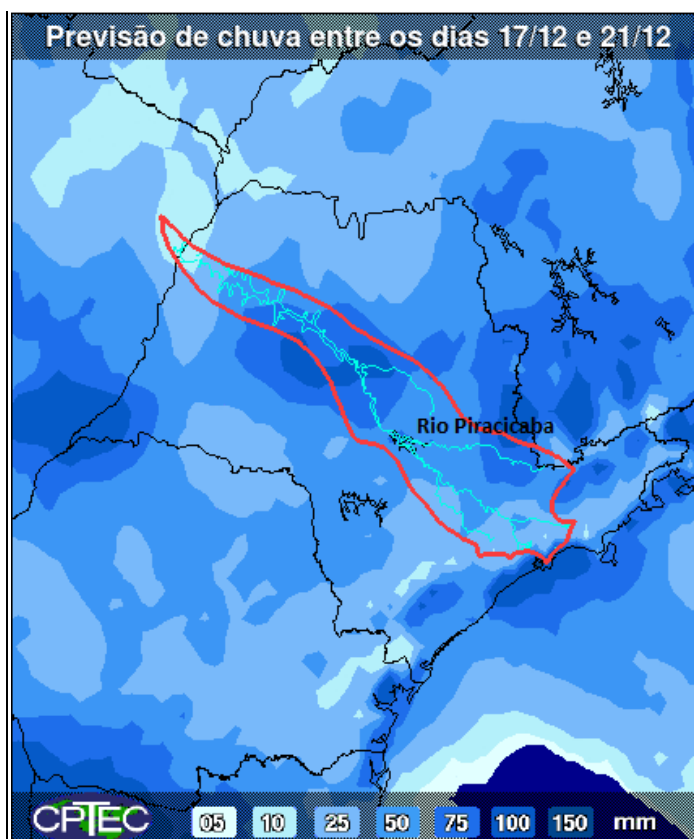 Previsão de chuva entre os dias 17/12 e 21/12
Rio Piracicaba
CPTEC 05 10 25 50 75 100 150 mm